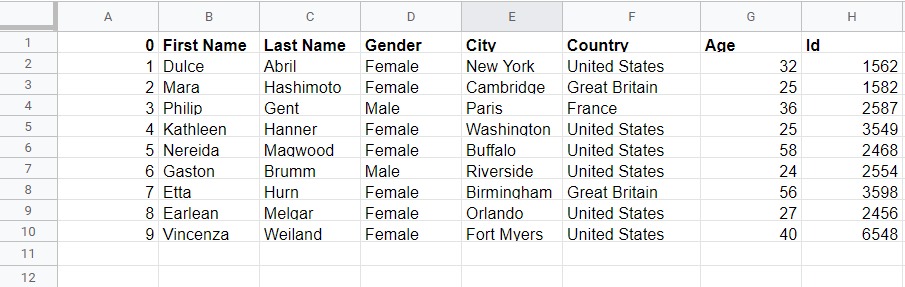 A B C D E F G H
1 0 First Name Last Name Gender City Country Age Id
2 1 Dulce Abril Female New York United States 32 1562
3 2 Mara Hashimoto Female Cambridge Great Britain 25 1582
4 3 Philip Gent Male Paris France 36 2587
5 4 Kathleen Hanner Female Washington United States 25 3549
6 5 Nereida Magwood Female Buffalo United States 58 2468
7 6 Gaston Brumm Male Riverside United States 24 2554
8 7 Etta Hurn Female Birmingham Great Britain 56 3598
9 8 Earlean Melgar Female Orlando United States 27 2456
10 9 Vincenza Weiland Female Fort Myers United States 40 6548
11
12